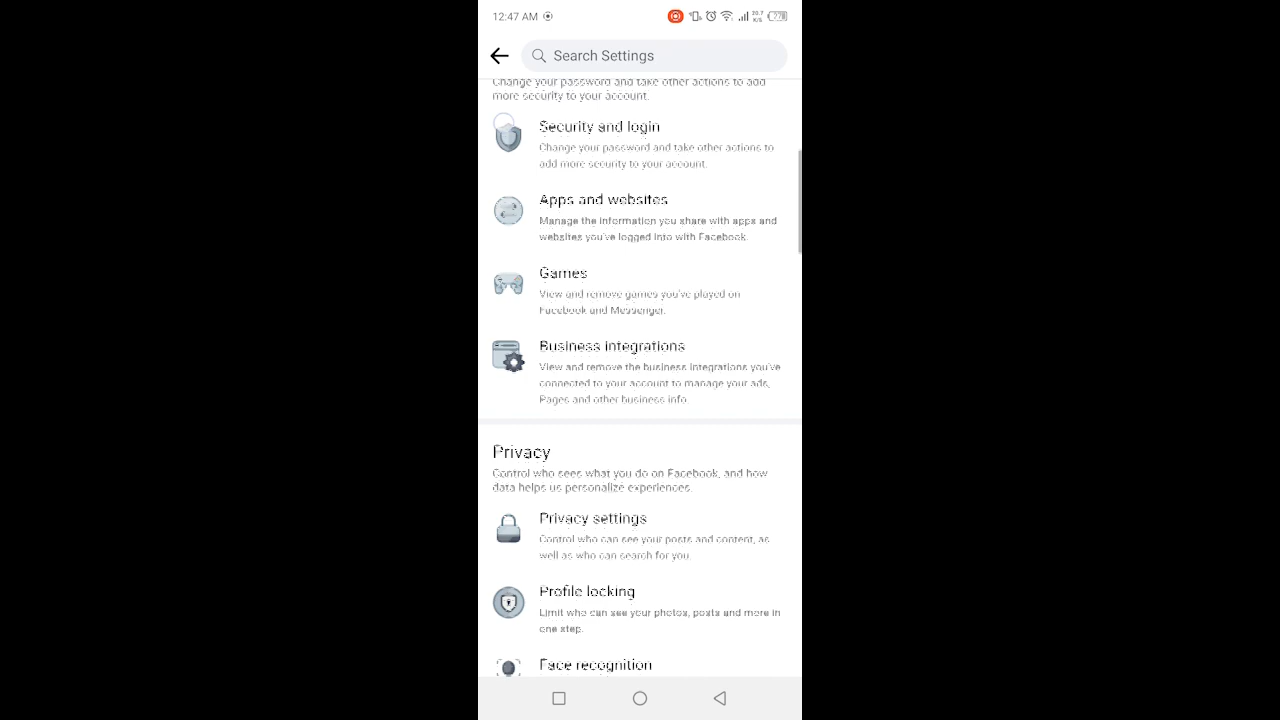 12:47 AM
Search Settings
Change your password and take other actions to add
more security to your account.
Security and login
Change your password and take other actions to
add more security to your account.
Apps and websites
Manage the information you share with apps and
websites you've logged into with Facebook.
Games
View and remove games you've played on
Facebook and Messenger.
Business integrations
View and remove the business integrations you've
connected to your account to manage your ads,
Pages and other business info.
Privacy
Control who sees what you do on Facebook, and how
data helps us personalize experiences.
Privacy settings
Control who can see your posts and content, as
well as who can search for you.
Profile locking
Limit who can see your photos, posts and more in
one step.
Face recognition